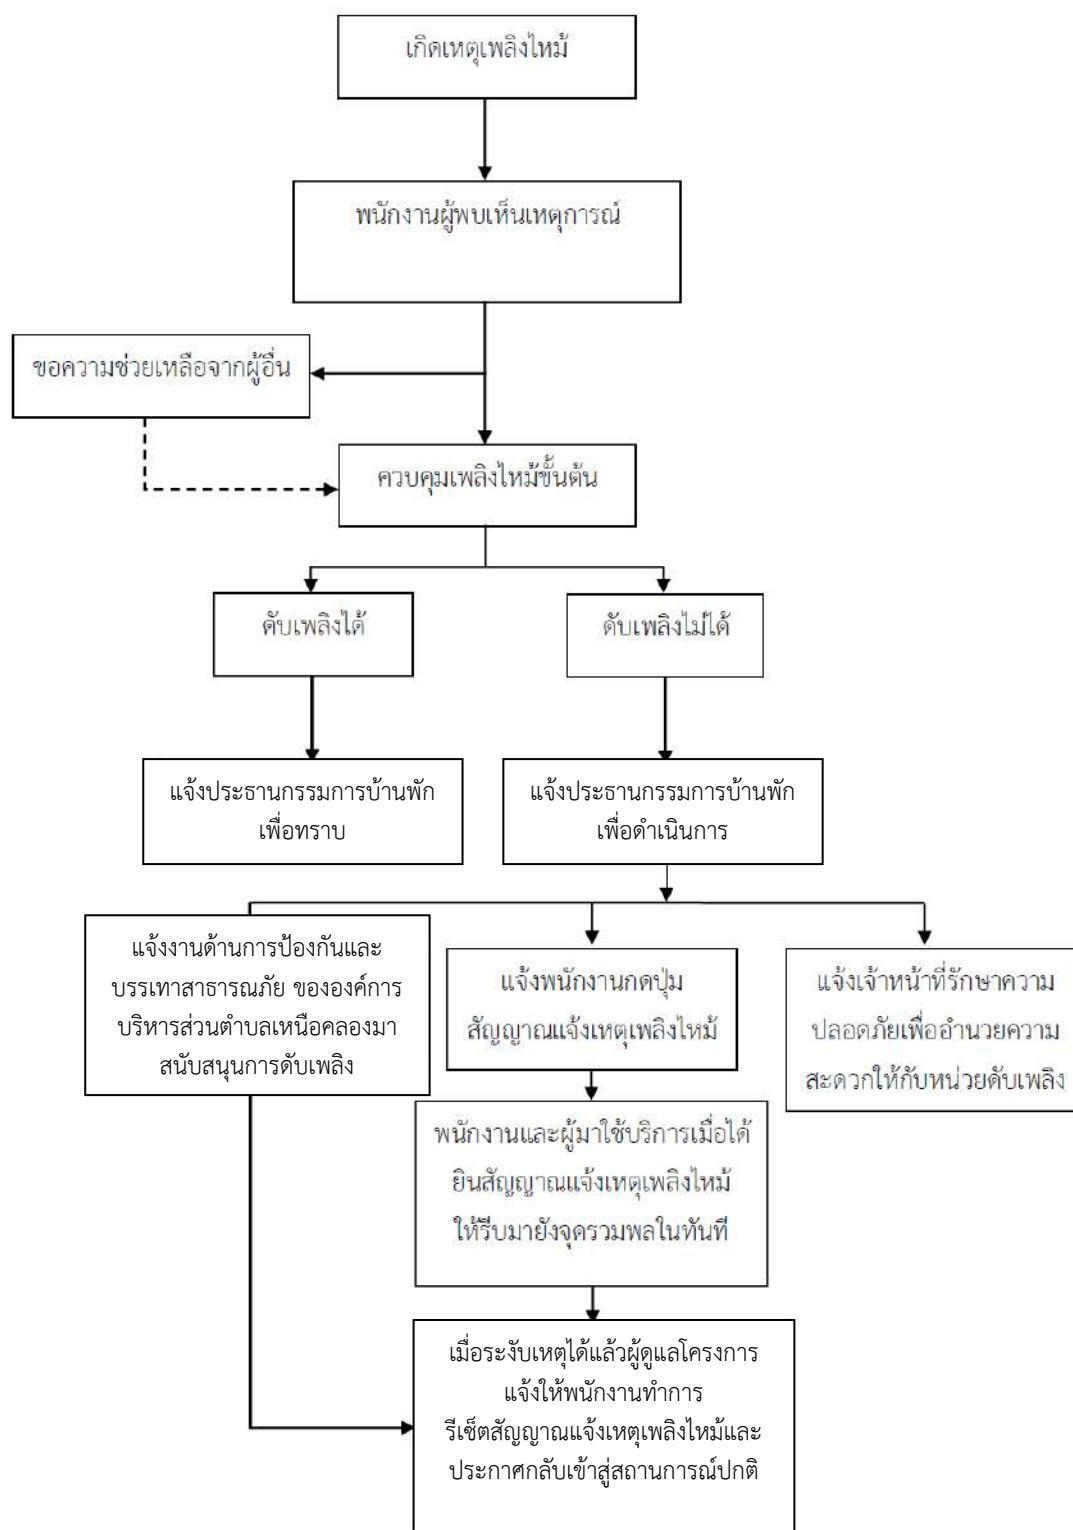 เกิดเหตุเพลิงไหม้
พนักงานผู้พบเห็นเหตุการณ์
ขอความช่วยเหลือจากผู้อื่น
ควบคุมเพลิงไหม้ขั้นต้น
ดับเพลิงได้
ดับเพลิงไม่ได้
แจ้งประธานกรรมการบ้านพัก
เพื่อทราบ
แจ้งประธานกรรมการบ้านพัก
เพื่อดำเนินการ
แจ้งงานด้านการป้องกันและ
บรรเทาสาธารณภัย ขององค์การ
บริหารส่วนตำบลเหนือคลองมา
สนับสนุนการดับเพลิง
แจ้งพนักงานกดปุ่ม
สัญญาณแจ้งเหตุเพลิงไหม้
แจ้งเจ้าหน้าที่รักษาความ
ปลอดภัยเพื่ออำนวยความ
สะดวกให้กับหน่วยดับเพลิง
พนักงานและผู้มาใช้บริการเมื่อได้
ยินสัญญาณแจ้งเหตุเพลิงไหม้
ให้รีบมายังจุดรวมพลในทันที
เมื่อระงับเหตุได้แล้วผู้ดูแลโครงการ
แจ้งให้พนักงานทำการ
รีเซ็ตสัญญาณแจ้งเหตุเพลิงไหม้และ
ประกาศกลับเข้าสู่สถานการณ์ปกติ